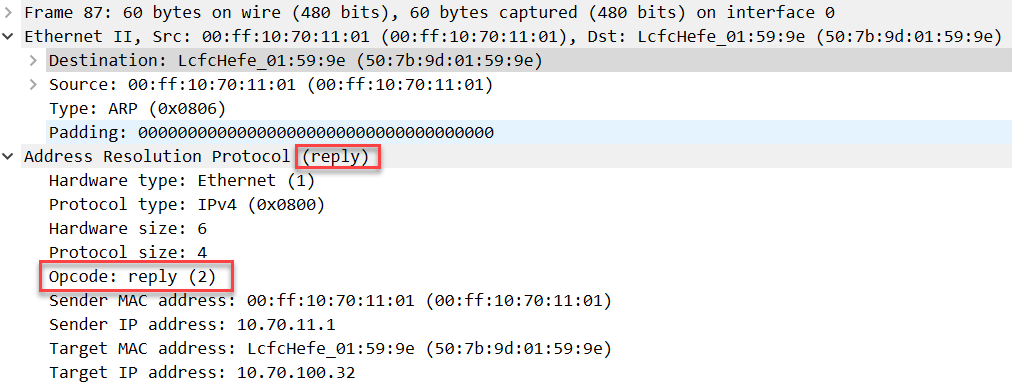 Frame 87: 60 bytes on wire (480 bits), 60 bytes captured (480 bits) on interface 0
Ethernet II, Src: 00:ff:10:70:11:01 (00:ff:10:70:11:01), Dst: LcfcHefe_01:59:9e (50:7b:9d:01:59:9e)
Destination: LcfcHefe_01:59:9e (50:7b:9d:01:59:9e)
Source: 00:ff:10:70:11:01 (00:ff:10:70:11:01)
Type: ARP (0x0806)
Padding: 000000000000000000000000000000000000
Address Resolution Protocol (reply)
Hardware type: Ethernet (1)
Protocol type: IPv4 (0x0800)
Hardware size: 6
Protocol size: 4
Opcode: reply (2)
Sender MAC address: 00:ff:10:70:11:01 (00:ff:10:70:11:01)
Sender IP address: 10.70.11.1
Target MAC address: LcfcHefe_01:59:9e (50:7b:9d:01:59:9e)
Target IP address: 10.70.100.32